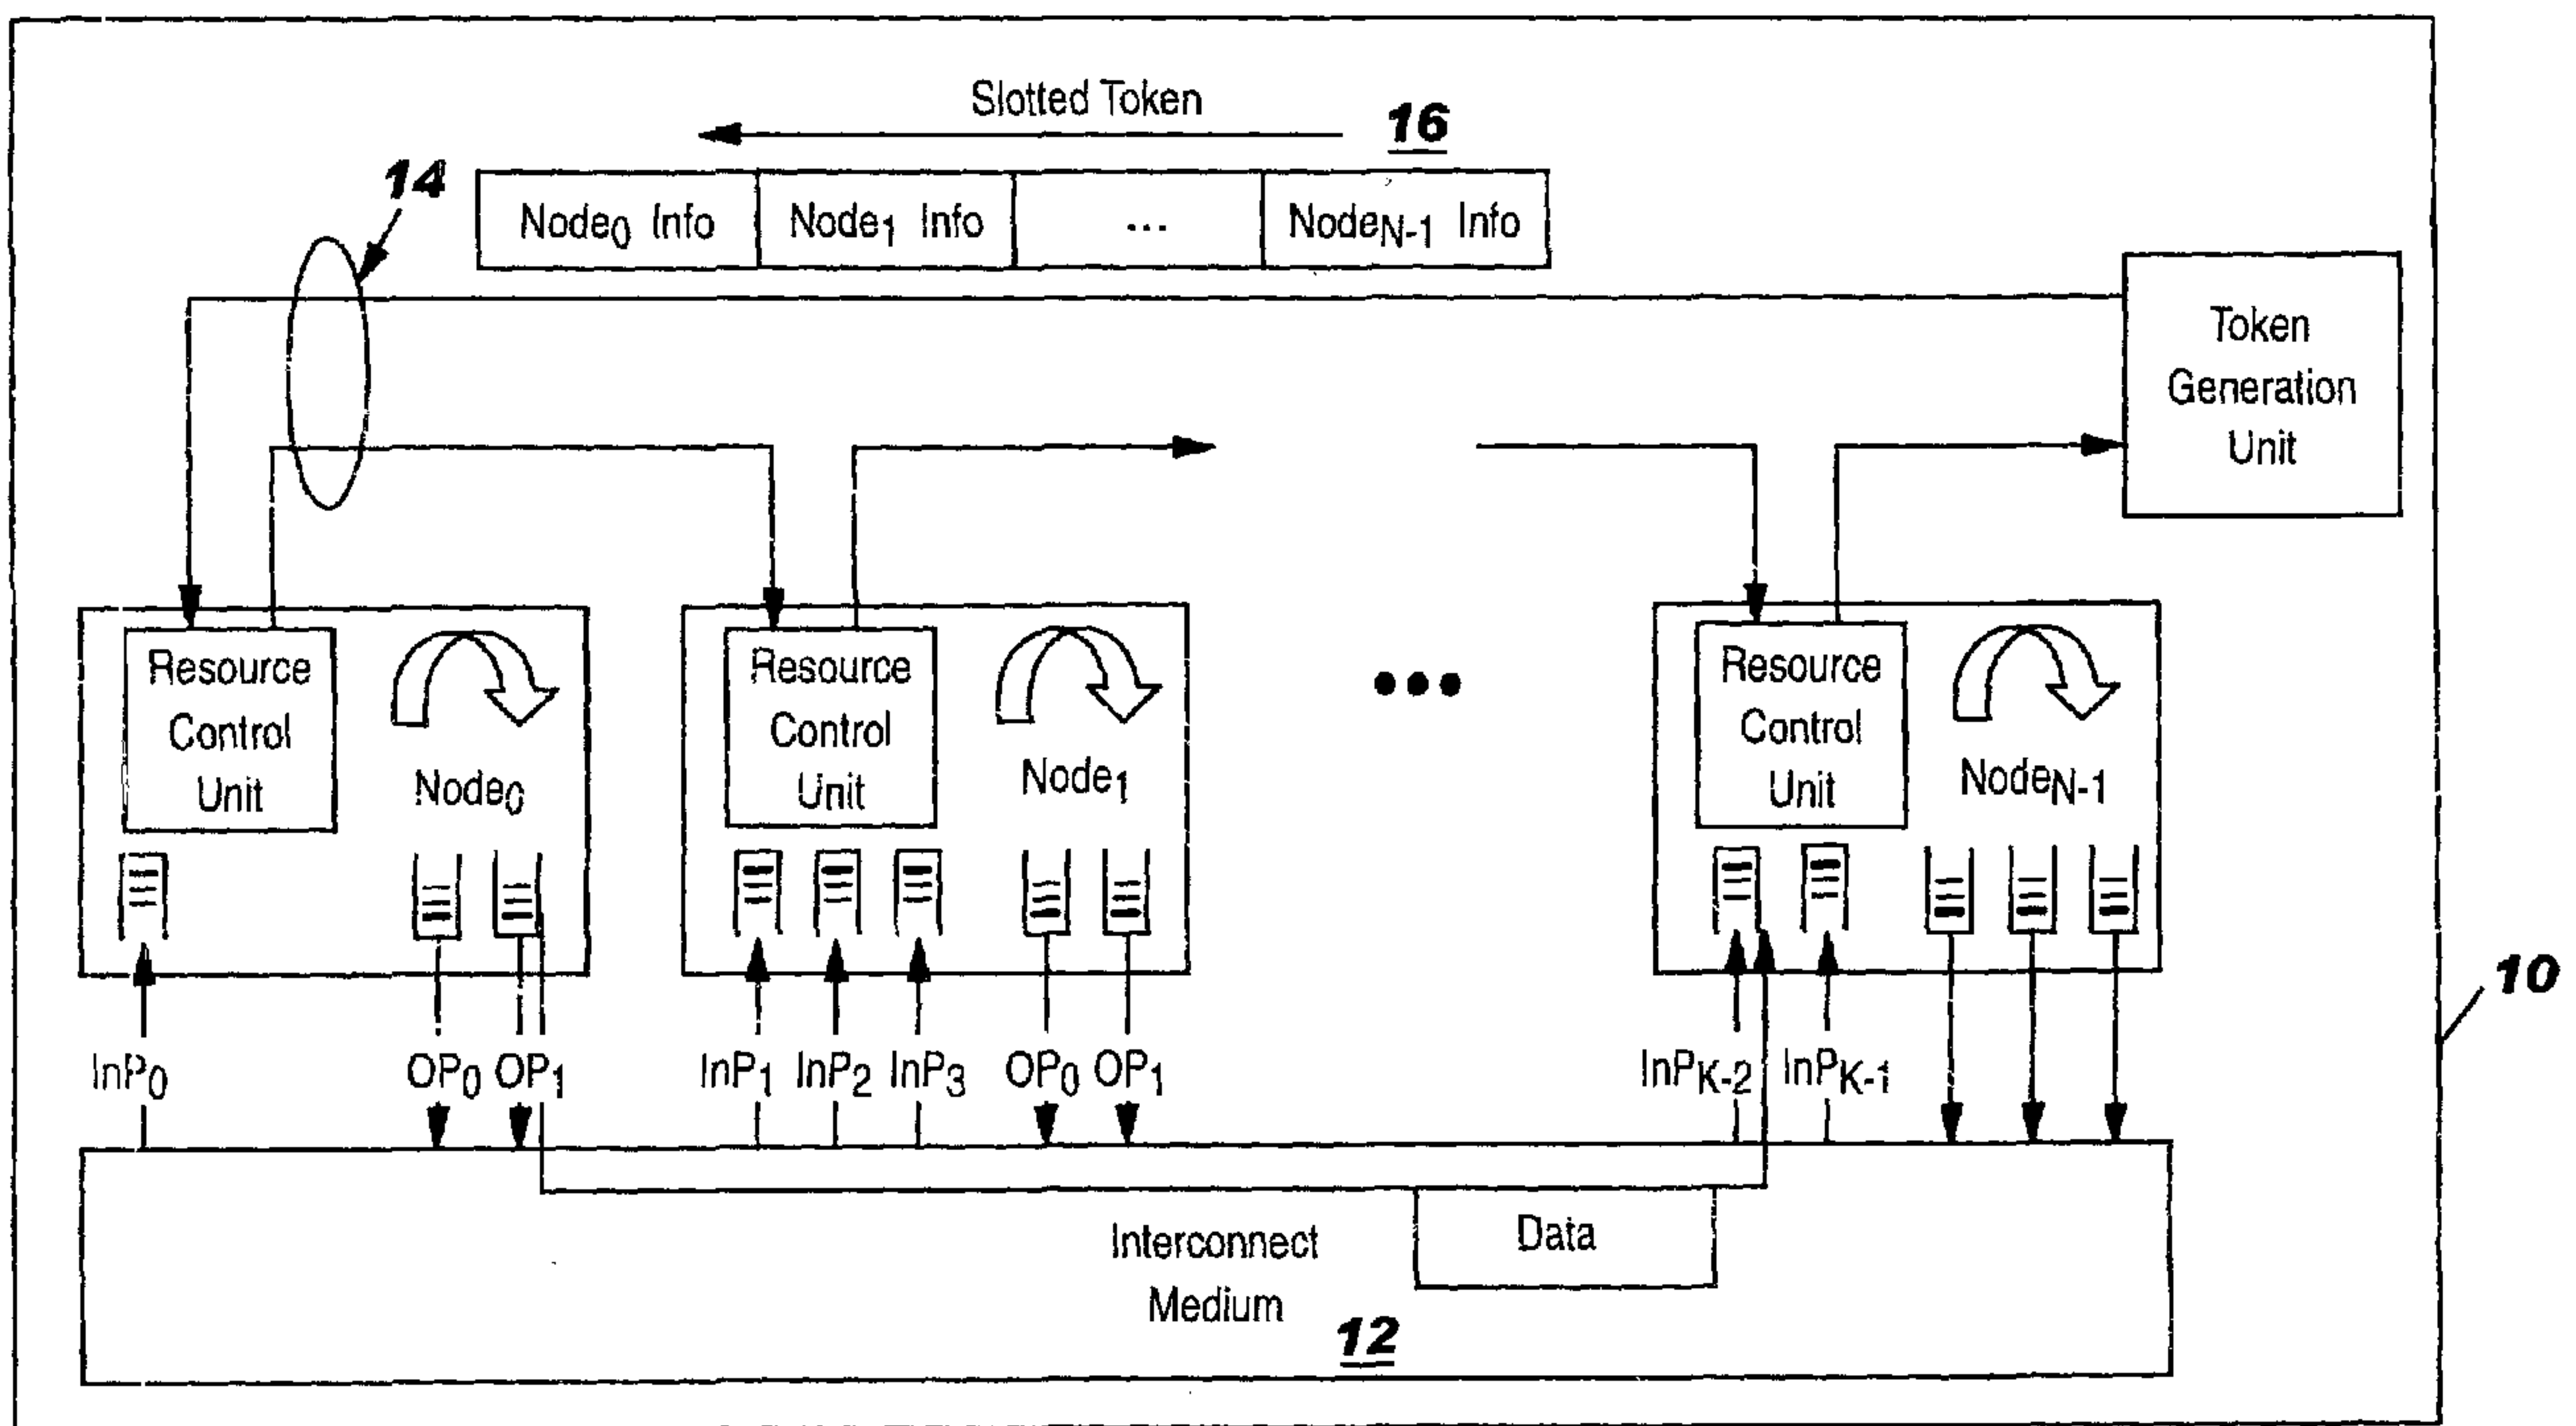 Slotted Token
16
14
Node0 Info Node1 Info ... NodeN-1 Info
Token
Generation
Unit
Resource
Control
Unit
Node0
Resource
Control
Unit
Node1
...
Resource
Control
Unit
NodeN-1
10
InP0 OP0 OP1 InP1 InP2 InP3 OP0 OP1 InPK-2 InPK-1
Interconnect
Medium
Data
12